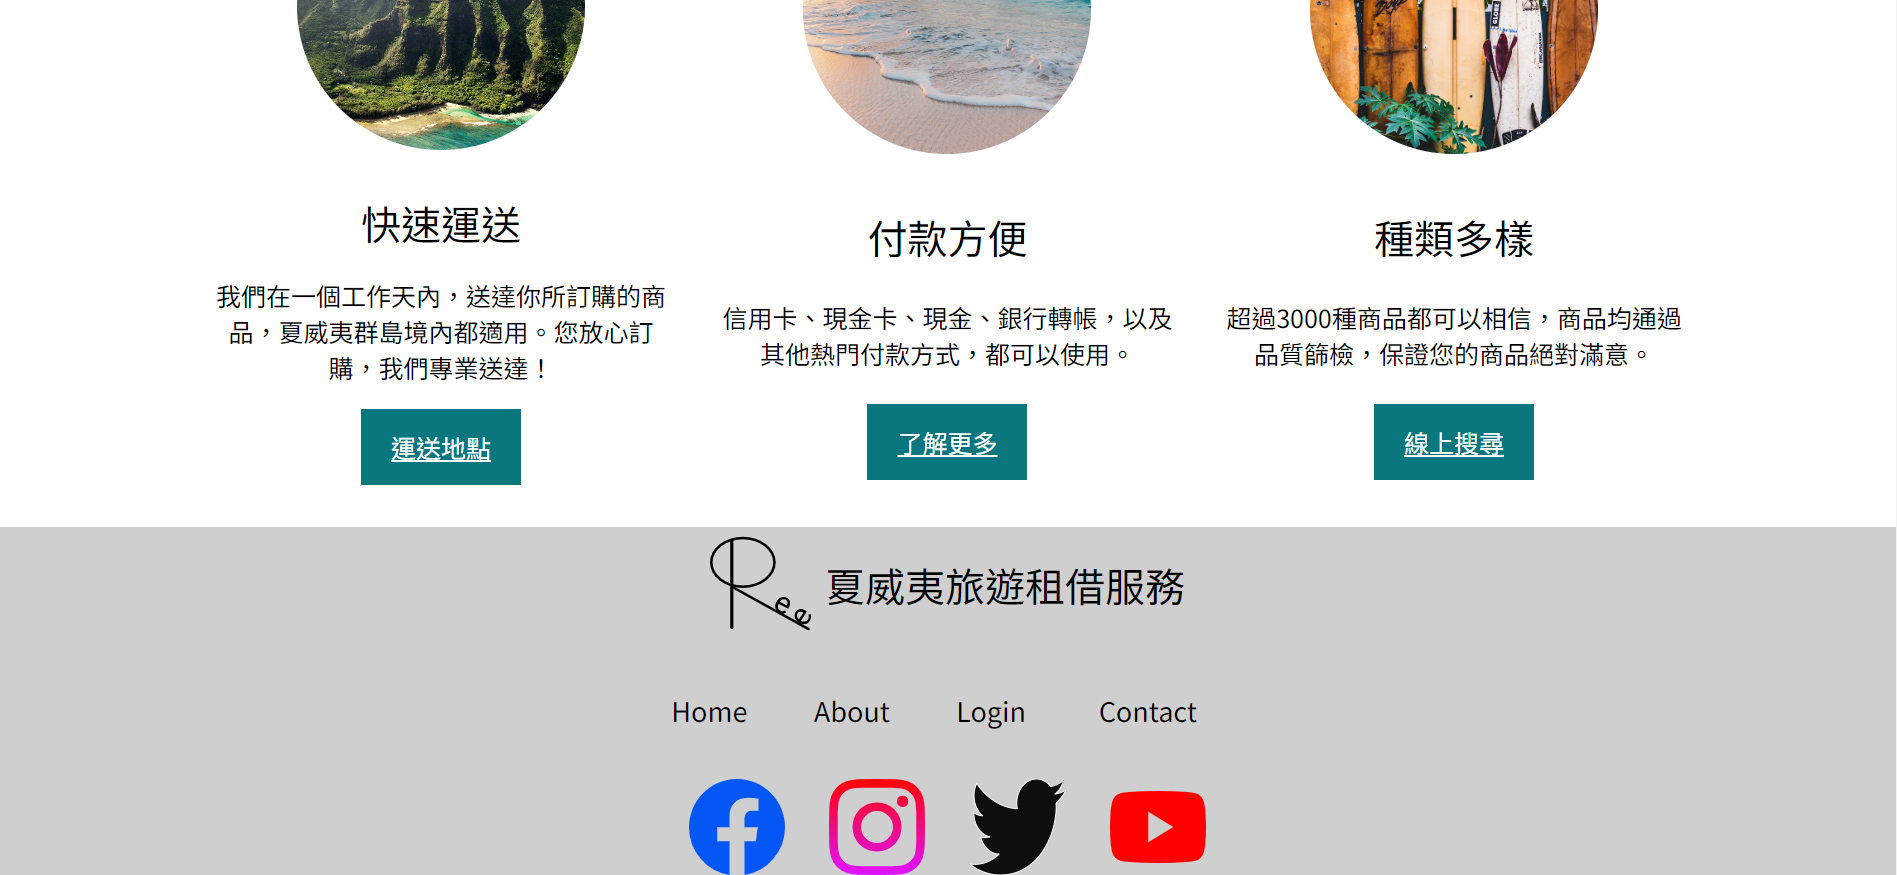 GLOBE
快速運送
我們在一個工作天內，送達你所訂購的商
品，夏威夷群島境內都適用。您放心訂
購，我們專業送達！
運送地點
付款方便
信用卡、現金卡、現金、銀行轉帳，以及
其他熱門付款方式，都可以使用。
了解更多
種類多樣
超過3000種商品都可以相信，商品均通過
品質篩檢，保證您的商品絕對滿意。
線上搜尋
Ree
夏威夷旅遊租借服務
Home About Login Contact